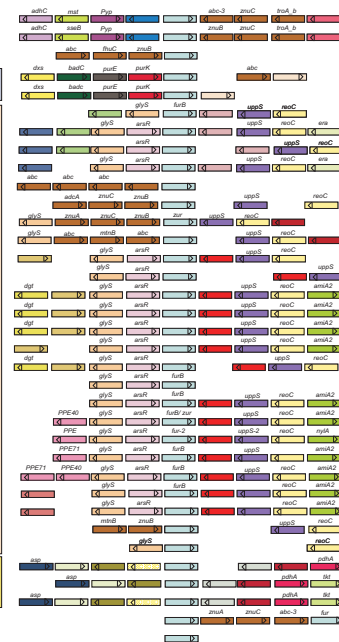 adhC mst Pyp abc-3 znuC troA_b
adhC sseB Pyp znuB znuC troA_b
abc fhuC znuB
dxs badC purE purK abc
dxs badc purE purK
glyS furB uppS reoC
glyS arsR uppS reoC era
arsR uppS reoC
glyS arsR uppS reoC era
abc abc abc
adcA znuC znuB uppS reoC
glyS znuA znuC znuB zur uppS reoC
glyS abc mtnB abc uppS reoC
glyS arsR uppS reoC
glyS arsR uppS
dgt glyS arsR uppS reoC amiA2
dgt glyS arsR uppS reoC amiA2
dgt glyS arsR uppS reoC amiA2
glyS arsR uppS reoC amiA2
dgt glyS arsR uppS reoC
glyS arsR furB
glyS arsR furB uppS reoC amiA2
PPE40 glyS arsR furB/ zur uppS reoC amiA2
PPE glyS arsR fur-2 uppS-2 reoC nylA
PPE71 glyS arsR furB uppS reoC amiA2
PPE71 PPE40 glyS arsR furB uppS reoC amiA2
glyS arsR furB uppS reoC amiA2
glyS arsR furB uppS reoC amiA2
mtnB znuB uppS reoC
glyS reoC
asp pdhA
asp pdhA tkt
asp pdhA tkt
znuA znuC abc-3 fur